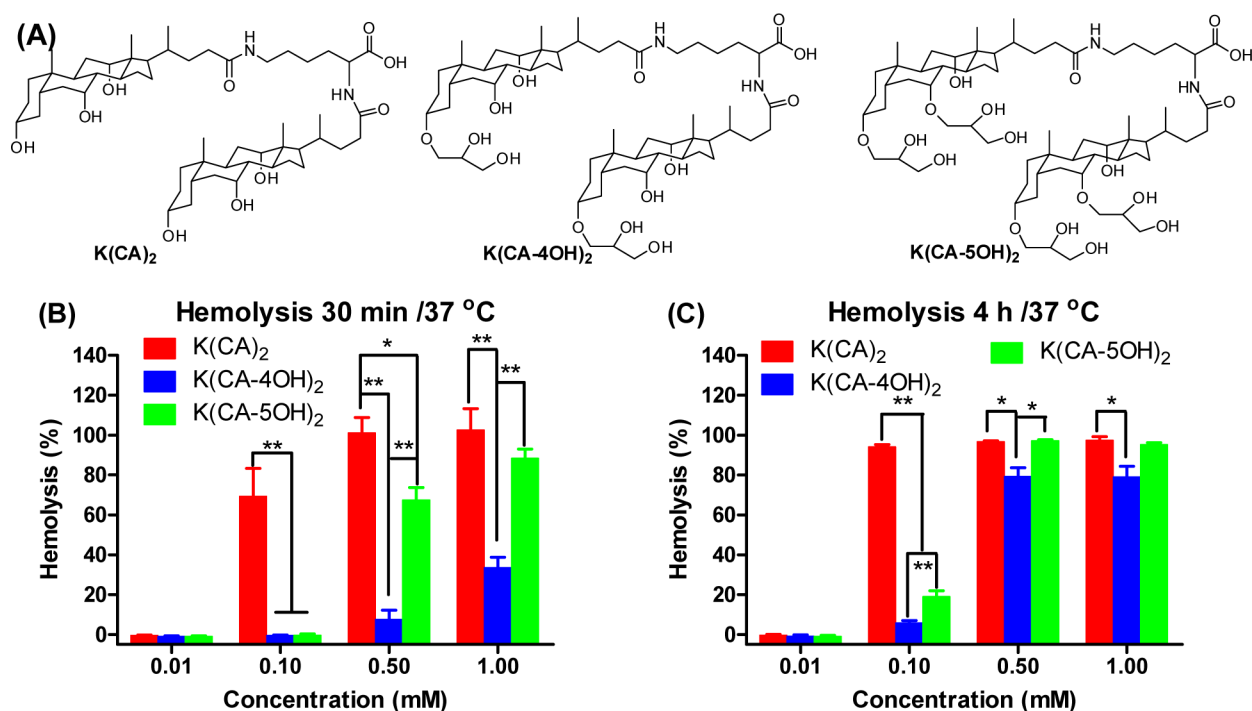 (A)
O
OH
H
N
O
HN
O
OH
OH
OH
OH
OH
OH
K(CA)2
O
OH
H
N
O
HN
O
OH
OH
O
OH
OH
OH
OH
O
OH
OH
K(CA-4OH)2
O
OH
H
N
O
HN
O
OH
O
OH
OH
O
OH
OH
OH
O
OH
OH
O
OH
OH
K(CA-5OH)2
(B)
Hemolysis 30 min /37 °C
K(CA)2
K(CA-4OH)2
K(CA-5OH)2
Hemolysis (%)
140
120
100
80
60
40
20
0
**
*
**
**
**
**
0.01 0.10 0.50 1.00
Concentration (mM)
(C)
Hemolysis 4 h /37 °C
K(CA)2
K(CA-4OH)2
K(CA-5OH)2
Hemolysis (%)
140
120
100
80
60
40
20
0
**
**
*
*
*
0.01 0.10 0.50 1.00
Concentration (mM)